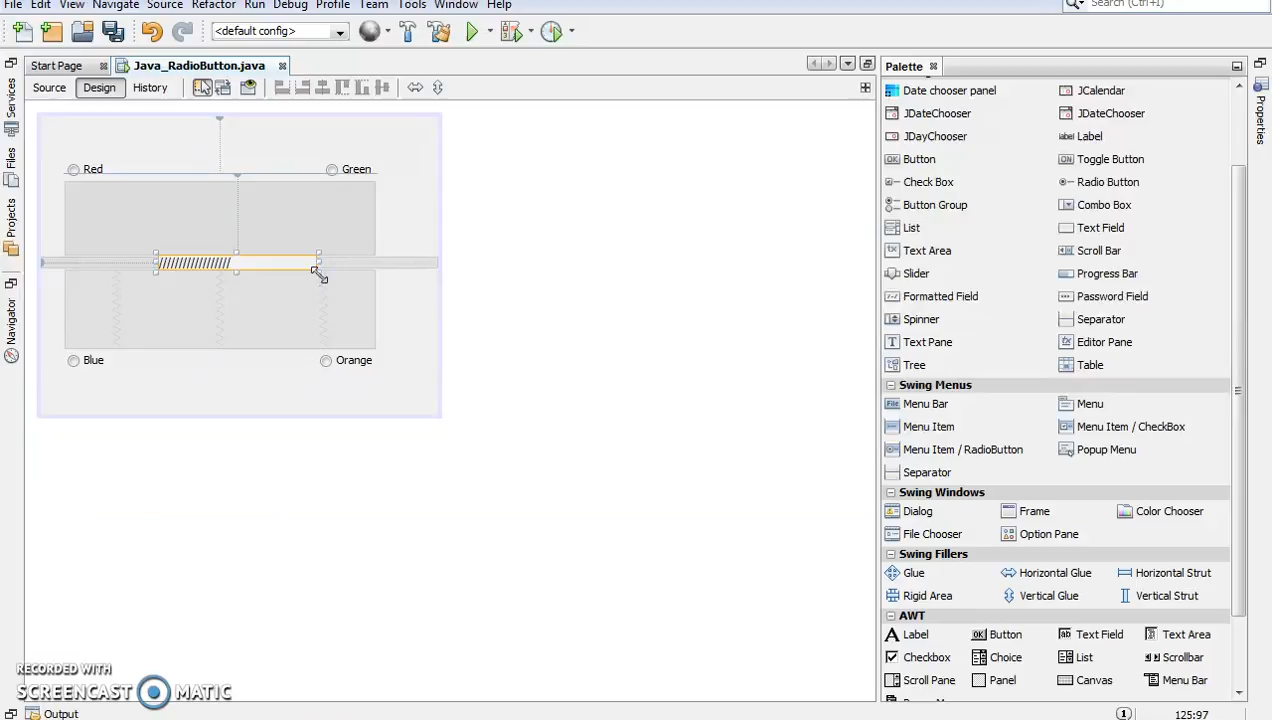 File Edit View Navigate Source Refactor Run Debug Profile Team Tools Window Help
Search (Ctrl+I)
<default config>
Start Page
Java_RadioButton.java
Source Design History
Services
Files
Projects
Navigator
Red
Green
//////////////////
Blue
Orange
RECORDED WITH
SCREENCAST MATIC
Output
Palette
Date chooser panel JCalendar
JDateChooser JDateChooser
JDayChooser label Label
OK Button ON Toggle Button
Check Box Radio Button
Button Group Combo Box
List Text Field
Text Area Scroll Bar
Slider Progress Bar
Formatted Field Password Field
Spinner Separator
T Text Pane Editor Pane
Tree Table
Swing Menus
File Menu Bar Menu
Menu Item Menu Item / CheckBox
Menu Item / RadioButton Popup Menu
Separator
Swing Windows
Dialog Frame Color Chooser
File Chooser Option Pane
Swing Fillers
Glue Horizontal Glue Horizontal Strut
Rigid Area Vertical Glue Vertical Strut
AWT
A Label OK Button Text Field Text Area
Checkbox Choice List Scrollbar
Scroll Pane Panel Canvas Menu Bar
Properties
1
125:97